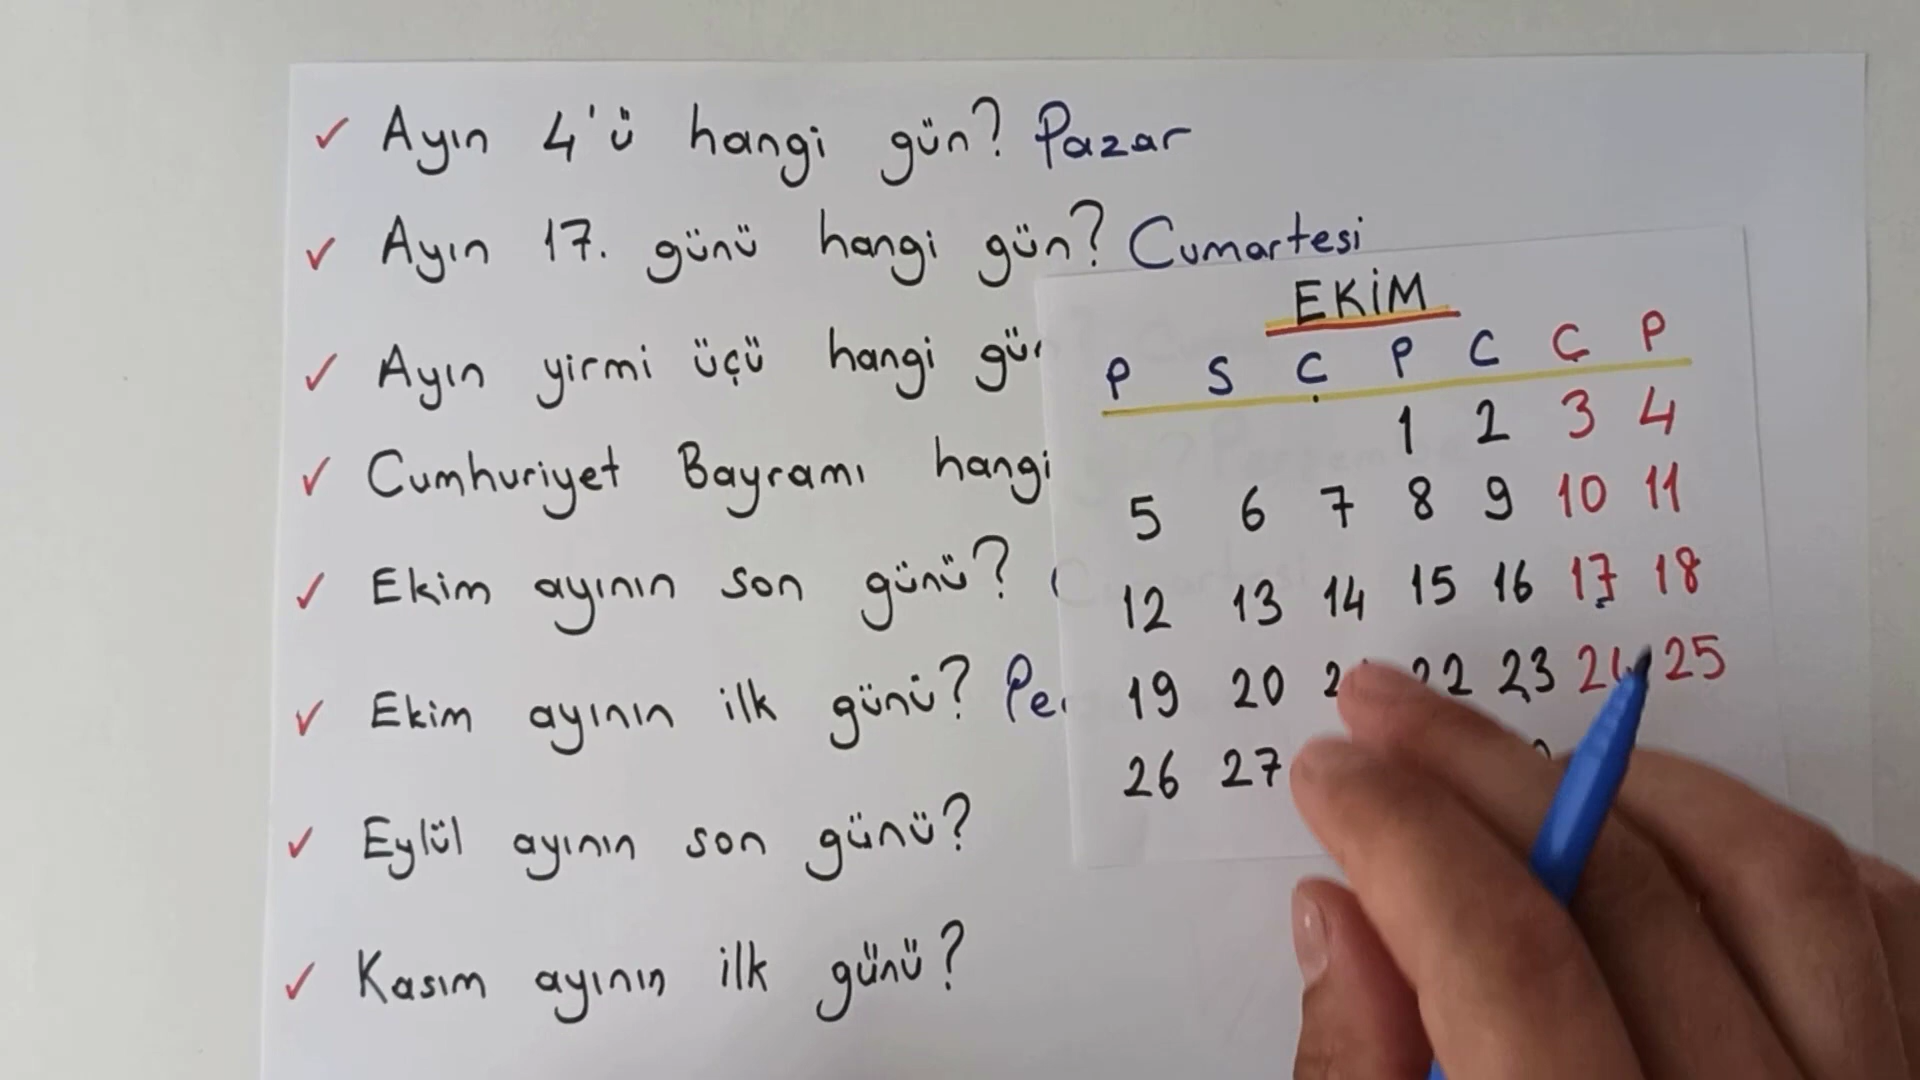 ✓ Ayın 4'ü hangi gün? Pazar
✓ Ayın 17. günü hangi gün? Cumartesi
✓ Ayın yirmi üçü hangi
✓ Cumhuriyet Bayramı hangi
✓ Ekim ayının son günü?
✓ Ekim ayının ilk günü?
✓ Eylül ayının son günü?
✓ Kasım ayının ilk günü?
EKİM
P S Ç P C C P
1 2 3 4
5 6 7 8 9 10 11
12 13 14 15 16 17 18
19 20 22 23 25
26 27